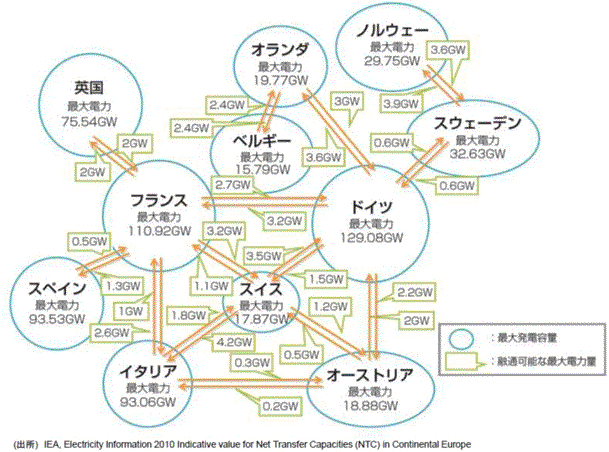 ノルウェー
最大電力
29.75GW
3.6GW
3.9GW
オランダ
最大電力
19.77GW
英国
最大電力
75.54GW
2.4GW
2.4GW
3GW
3.6GW
スウェーデン
最大電力
32.63GW
0.6GW
0.6GW
ベルギー
最大電力
15.79GW
2GW
2GW
2.7GW
3.2GW
フランス
最大電力
110.92GW
ドイツ
最大電力
129.08GW
0.5GW
1.3GW
3.2GW
1.1GW
3.5GW
1.5GW
スペイン
最大電力
93.53GW
スイス
最大電力
17.87GW
1GW
2.6GW
1.8GW
4.2GW
1.2GW
0.5GW
2.2GW
2GW
イタリア
最大電力
93.06GW
0.3GW
0.2GW
オーストリア
最大電力
18.88GW
:最大発電容量
:融通可能な最大電力量
(出所) IEA, Electricity Information 2010 Indicative value for Net Transfer Capacities (NTC) in Continental Europe